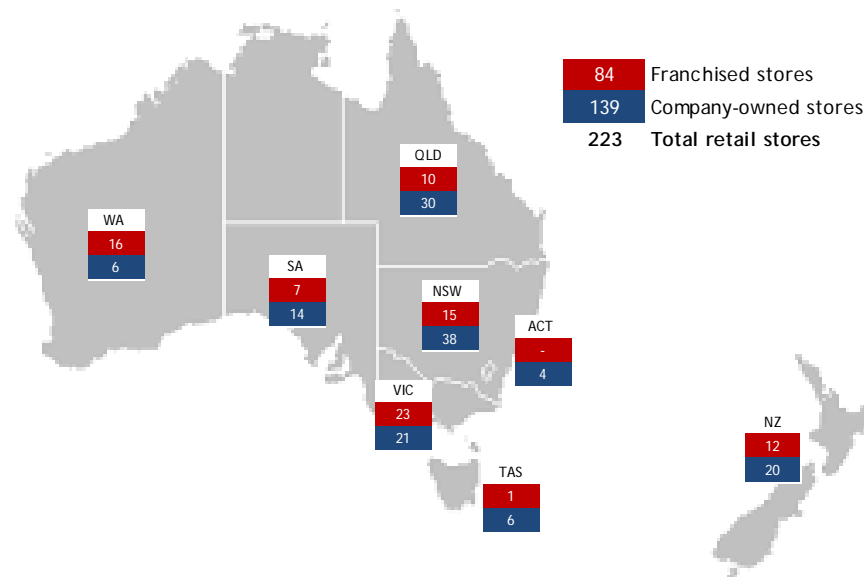 84 Franchised stores
139 Company-owned stores
223 Total retail stores
QLD
10
30
WA
16
6
SA
7
14
NSW
15
38
ACT
-
4
VIC
23
21
NZ
12
20
TAS
1
6